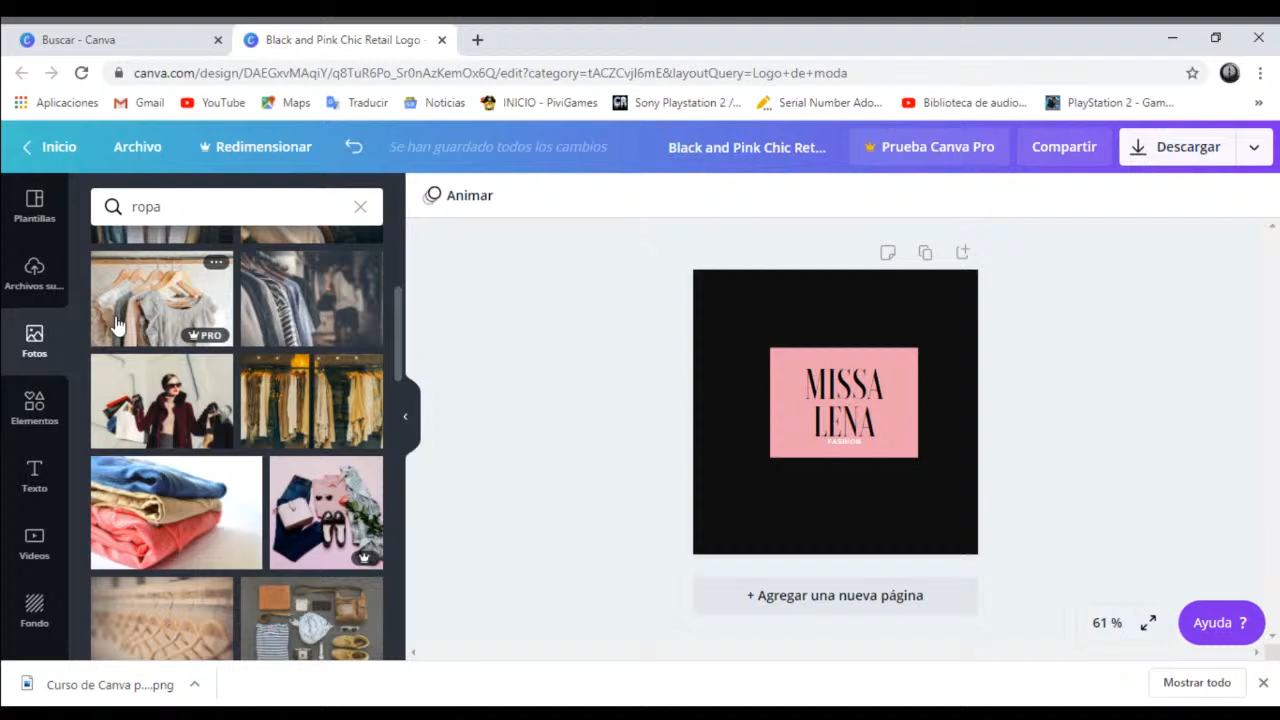 Buscar - Canva
Black and Pink Chic Retail Logo -
canva.com/design/DAEGxvMAqiY/q8TuR6Po_Sr0nAzKemOx6Q/edit?category=tACZCvjI6mE&layoutQuery=Logo+de+moda
Aplicaciones Gmail YouTube Maps Traducir Noticias INICIO - PiviGames Sony Playstation 2 /... Serial Number Ado... Biblioteca de audio... PlayStation 2 - Gam... »
Inicio Archivo Redimensionar Se han guardado todos los cambios Black and Pink Chic Ret... Prueba Canva Pro Compartir Descargar
Plantillas
Archivos su...
Fotos
Elementos
Texto
Videos
Fondo
ropa
PRO
Animar
MISSA
LENA
FASHION
+ Agregar una nueva página
61 %
Ayuda ?
Curso de Canva p....png
Mostrar todo